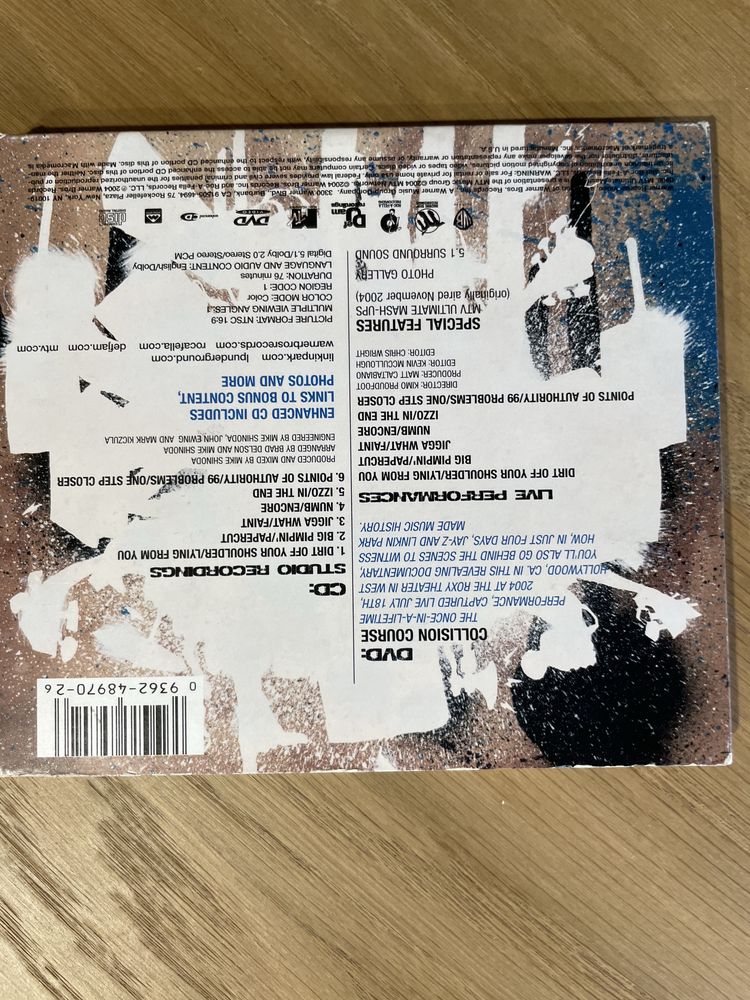 DVD:
COLLISION COURSE
THE ONCE-IN-A-LIFETIME
PERFORMANCE, CAPTURED LIVE JULY 18TH,
2004 AT THE ROXY THEATER IN WEST
HOLLYWOOD, CA. IN THIS REVEALING DOCUMENTARY,
YOU'LL ALSO GO BEHIND THE SCENES TO WITNESS
HOW, IN JUST FOUR DAYS, JAY-Z AND LINKIN PARK
MADE MUSIC HISTORY.
LIVE PERFORMANCES
DIRT OFF YOUR SHOULDER/LYING FROM YOU
BIG PIMPIN'/PAPERCUT
JIGGA WHAT/FAINT
NUMB/ENCORE
IZZO/IN THE END
POINTS OF AUTHORITY/99 PROBLEMS/ONE STEP CLOSER
DIRECTOR: KIMO PROUDFOOT
PRODUCER: MATT CALTABIANO
EDITOR: KEVIN MCCULLOUGH
EDITOR: CHRIS WRIGHT
SPECIAL FEATURES
MTV ULTIMATE MASH-UPS
(originally aired November 2004)
PHOTO GALLERY
5.1 SURROUND SOUND
CD:
STUDIO RECORDINGS
1. DIRT OFF YOUR SHOULDER/LYING FROM YOU
2. BIG PIMPIN'/PAPERCUT
3. JIGGA WHAT/FAINT
4. NUMB/ENCORE
5. IZZO/IN THE END
6. POINTS OF AUTHORITY/99 PROBLEMS/ONE STEP CLOSER
PRODUCED AND MIXED BY MIKE SHINODA
ARRANGED BY BRAD DELSON AND MIKE SHINODA
ENGINEERED BY MIKE SHINODA, JOHN EWING AND MARK KICZULA
ENHANCED CD INCLUDES
LINKS TO BONUS CONTENT,
PHOTOS AND MORE
linkinpark.com lpunderground.com
warnerbrosrecords.com rocafella.com defjam.com mtv.com
PICTURE FORMAT: NTSC 16:9
MULTIPLE VIEWING ANGLES: 1
COLOR MODE: Color
REGION CODE: 1
DURATION: 76 minutes
LANGUAGE AND AUDIO CONTENT: English/Dolby
Digital 5.1/Dolby 2.0 Stereo/Stereo PCM
0 9362-48970-2 6